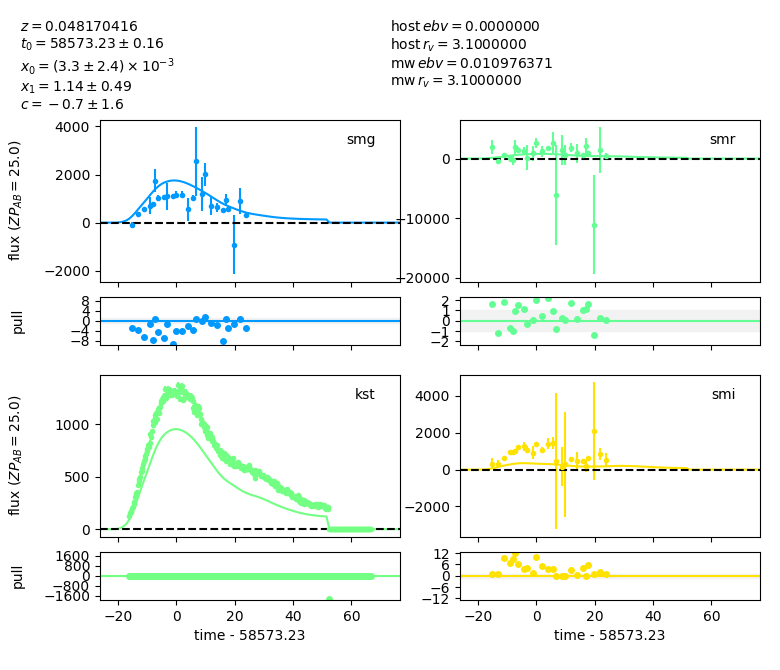 z = 0.048170416
t₀ = 58573.23 ± 0.16
x₀ = (3.3 ± 2.4) × 10⁻³
x₁ = 1.14 ± 0.49
c = −0.7 ± 1.6
host ebv = 0.0000000
host r_v = 3.1000000
mw ebv = 0.010976371
mw r_v = 3.1000000
flux (ZP_AB = 25.0)
4000
2000
0
−2000
smg
0
−10000
−20000
smr
pull
8
4
0
−4
−8
2
1
0
−1
−2
flux (ZP_AB = 25.0)
1000
500
0
kst
4000
2000
0
−2000
smi
pull
1600
800
0
−800
−1600
12
6
0
−6
−12
−20 0 20 40 60
−20 0 20 40 60
time - 58573.23
time - 58573.23